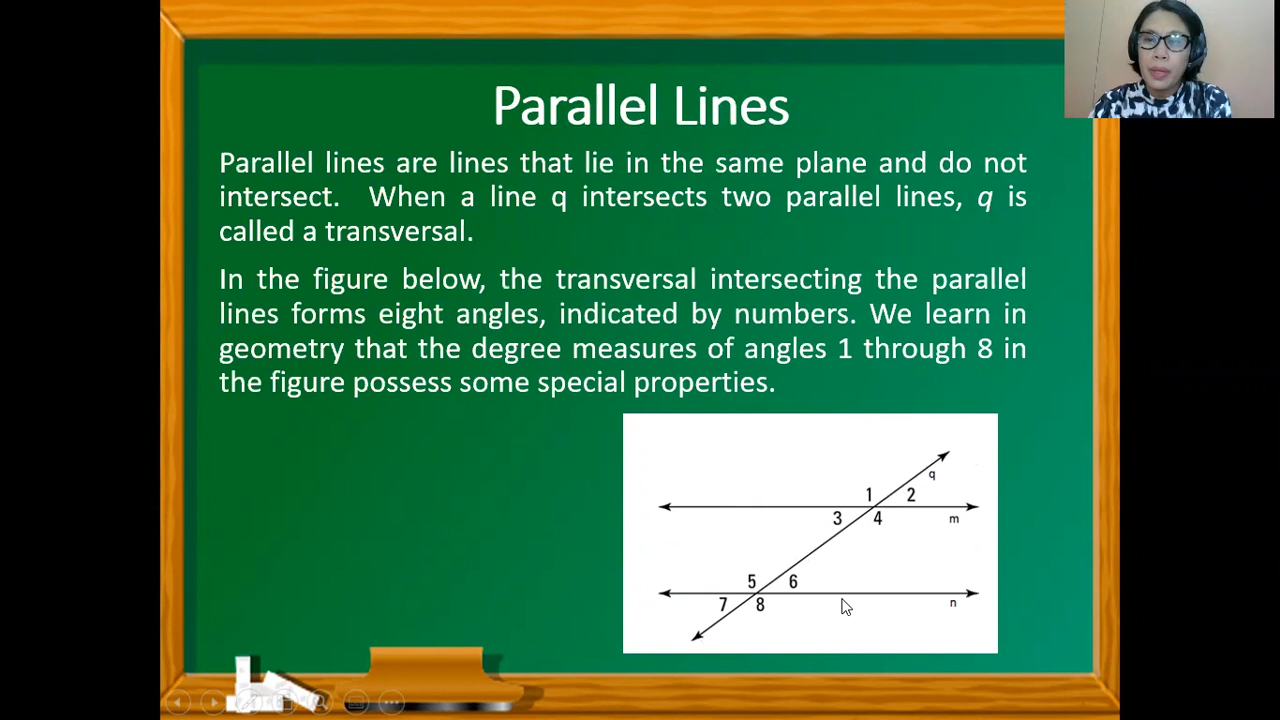 Parallel Lines
Parallel lines are lines that lie in the same plane and do not
intersect. When a line q intersects two parallel lines, q is
called a transversal.
In the figure below, the transversal intersecting the parallel
lines forms eight angles, indicated by numbers. We learn in
geometry that the degree measures of angles 1 through 8 in
the figure possess some special properties.
q
1 2
3 4
m
5 6
7 8
n